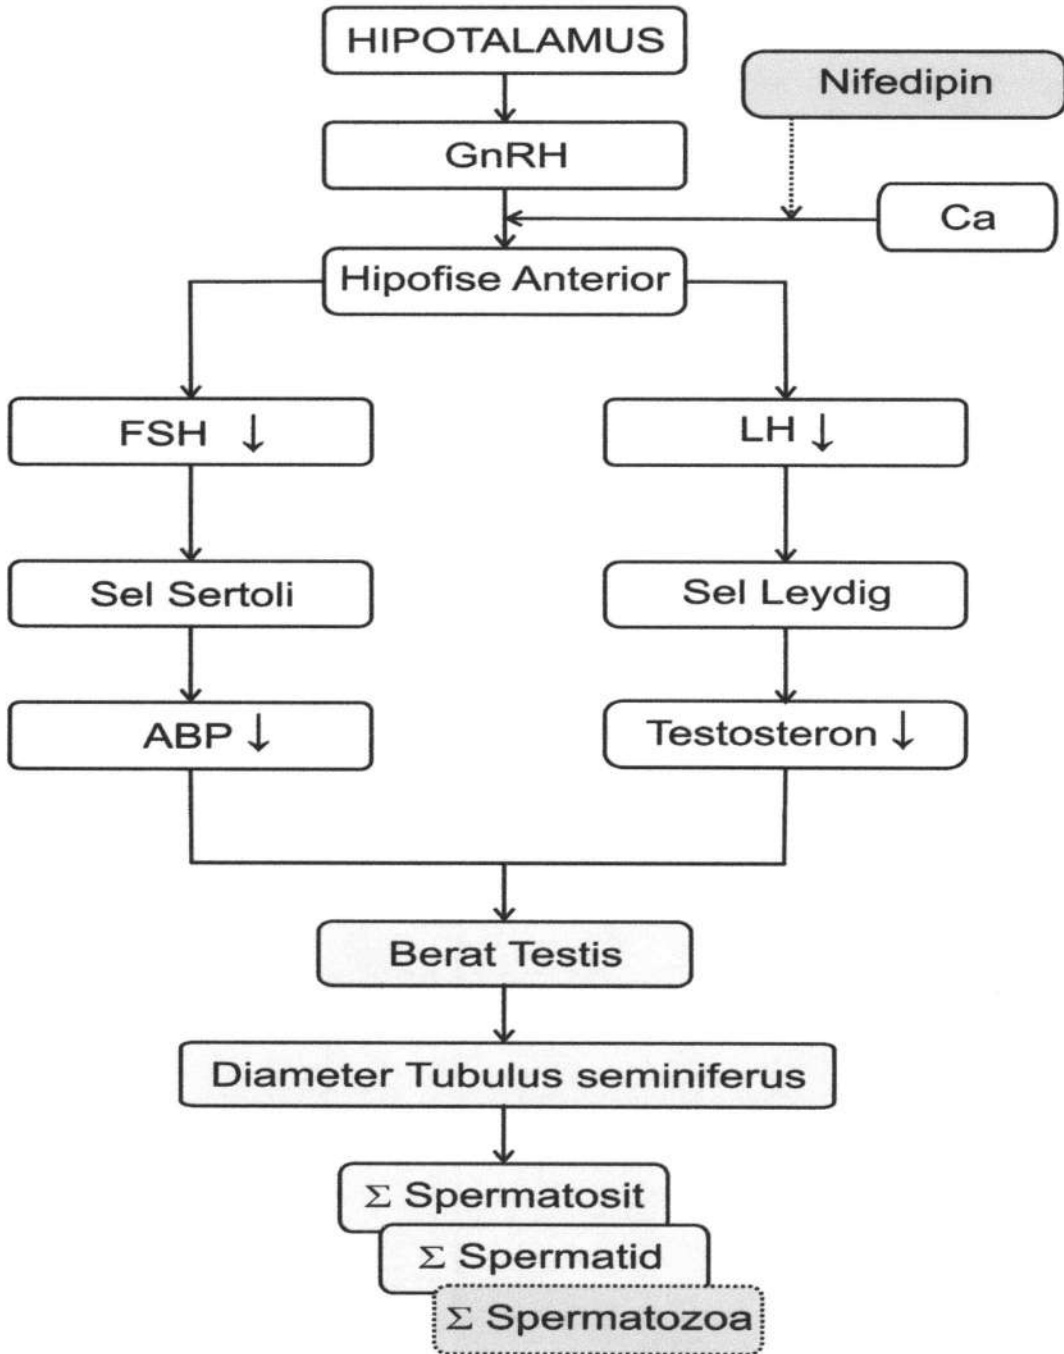 HIPOTALAMUS
Nifedipin
GnRH
Ca
Hipofise Anterior
FSH ↓
LH ↓
Sel Sertoli
Sel Leydig
ABP ↓
Testosteron ↓
Berat Testis
Diameter Tubulus seminiferus
Σ Spermatosit
Σ Spermatid
Σ Spermatozoa